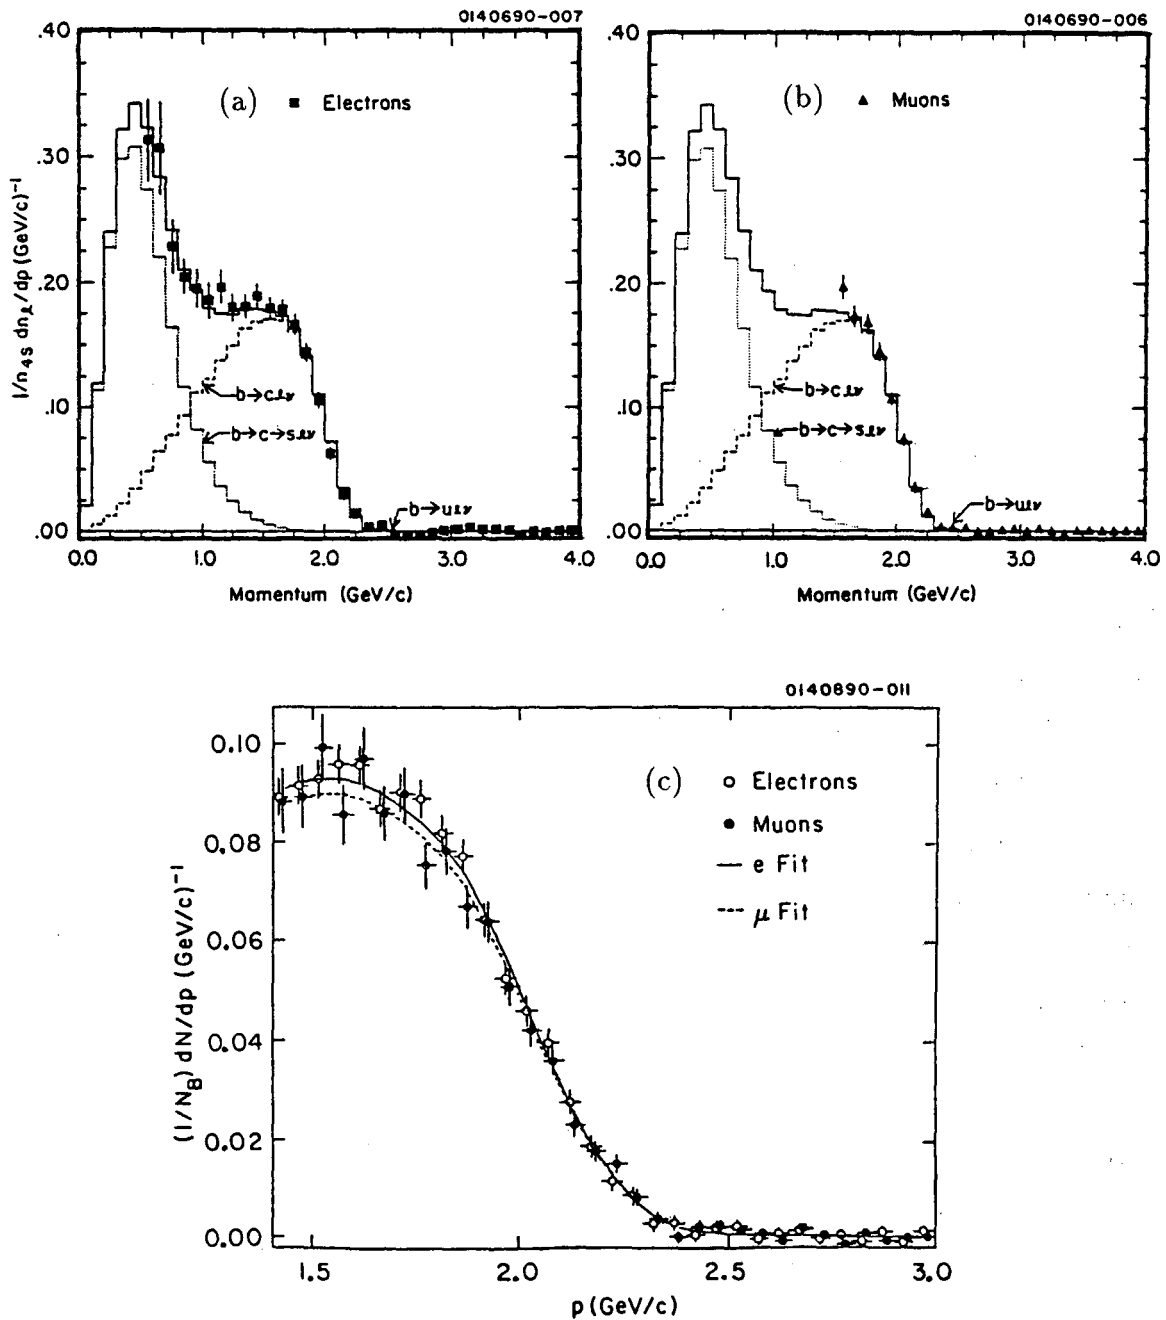 0140690-007
.40
.30
.20
.10
.00
1/n4S dnℓ/dp (GeV/c)⁻¹
(a) ■ Electrons
b→cℓν
b→c→sℓν
b→uℓν
0.0 1.0 2.0 3.0 4.0
Mamentum (GeV/c)
0140690-006
.40
.30
.20
.10
.00
(b) ▲ Muons
b→cℓν
b→c→sℓν
b→uℓν
0.0 1.0 2.0 3.0 4.0
Momentum (GeV/c)
0140890-011
0.10
0.08
0.06
0.04
0.02
0.00
(1/NB) dN/dp (GeV/c)⁻¹
(c) ○ Electrons
● Muons
— e Fit
---- μ Fit
1.5 2.0 2.5 3.0
p (GeV/c)